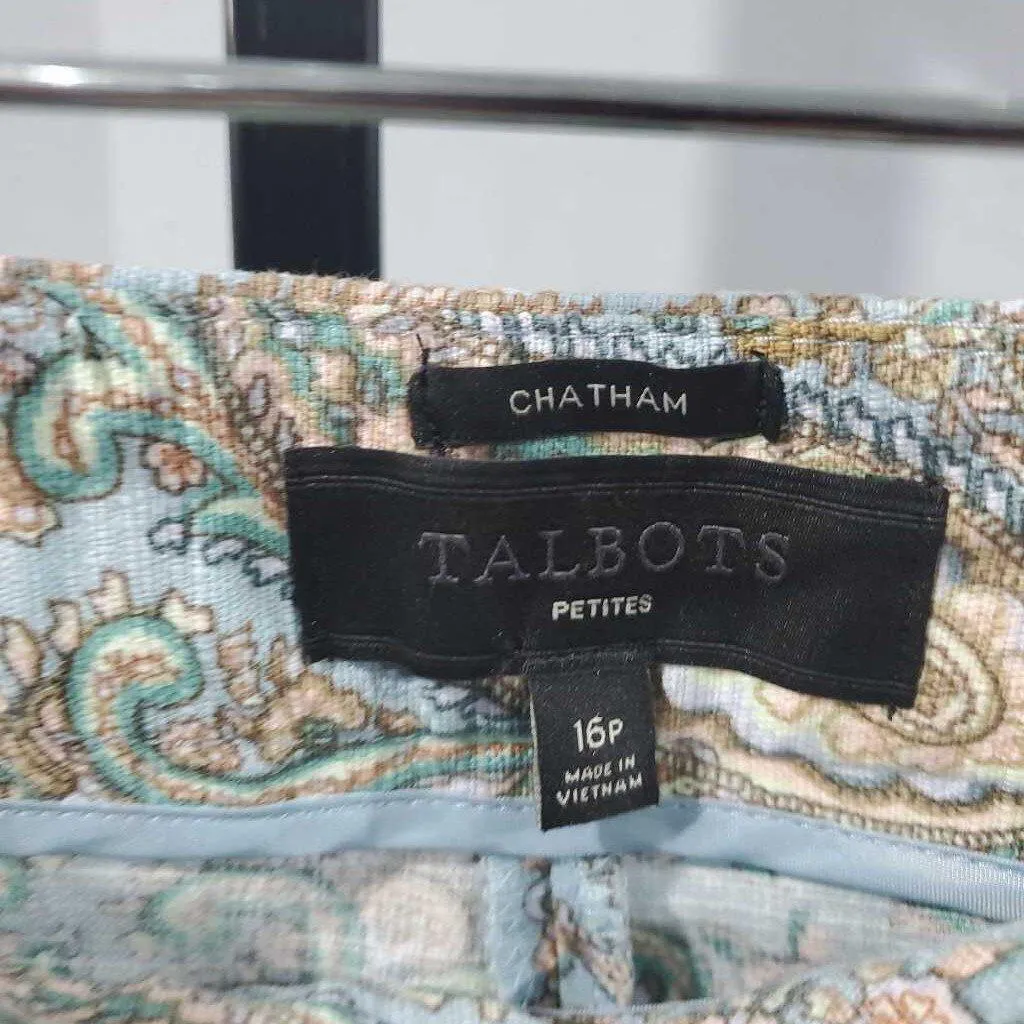 CHATHAM
TALBOTS
PETITES
16P
MADE IN
VIETNAM